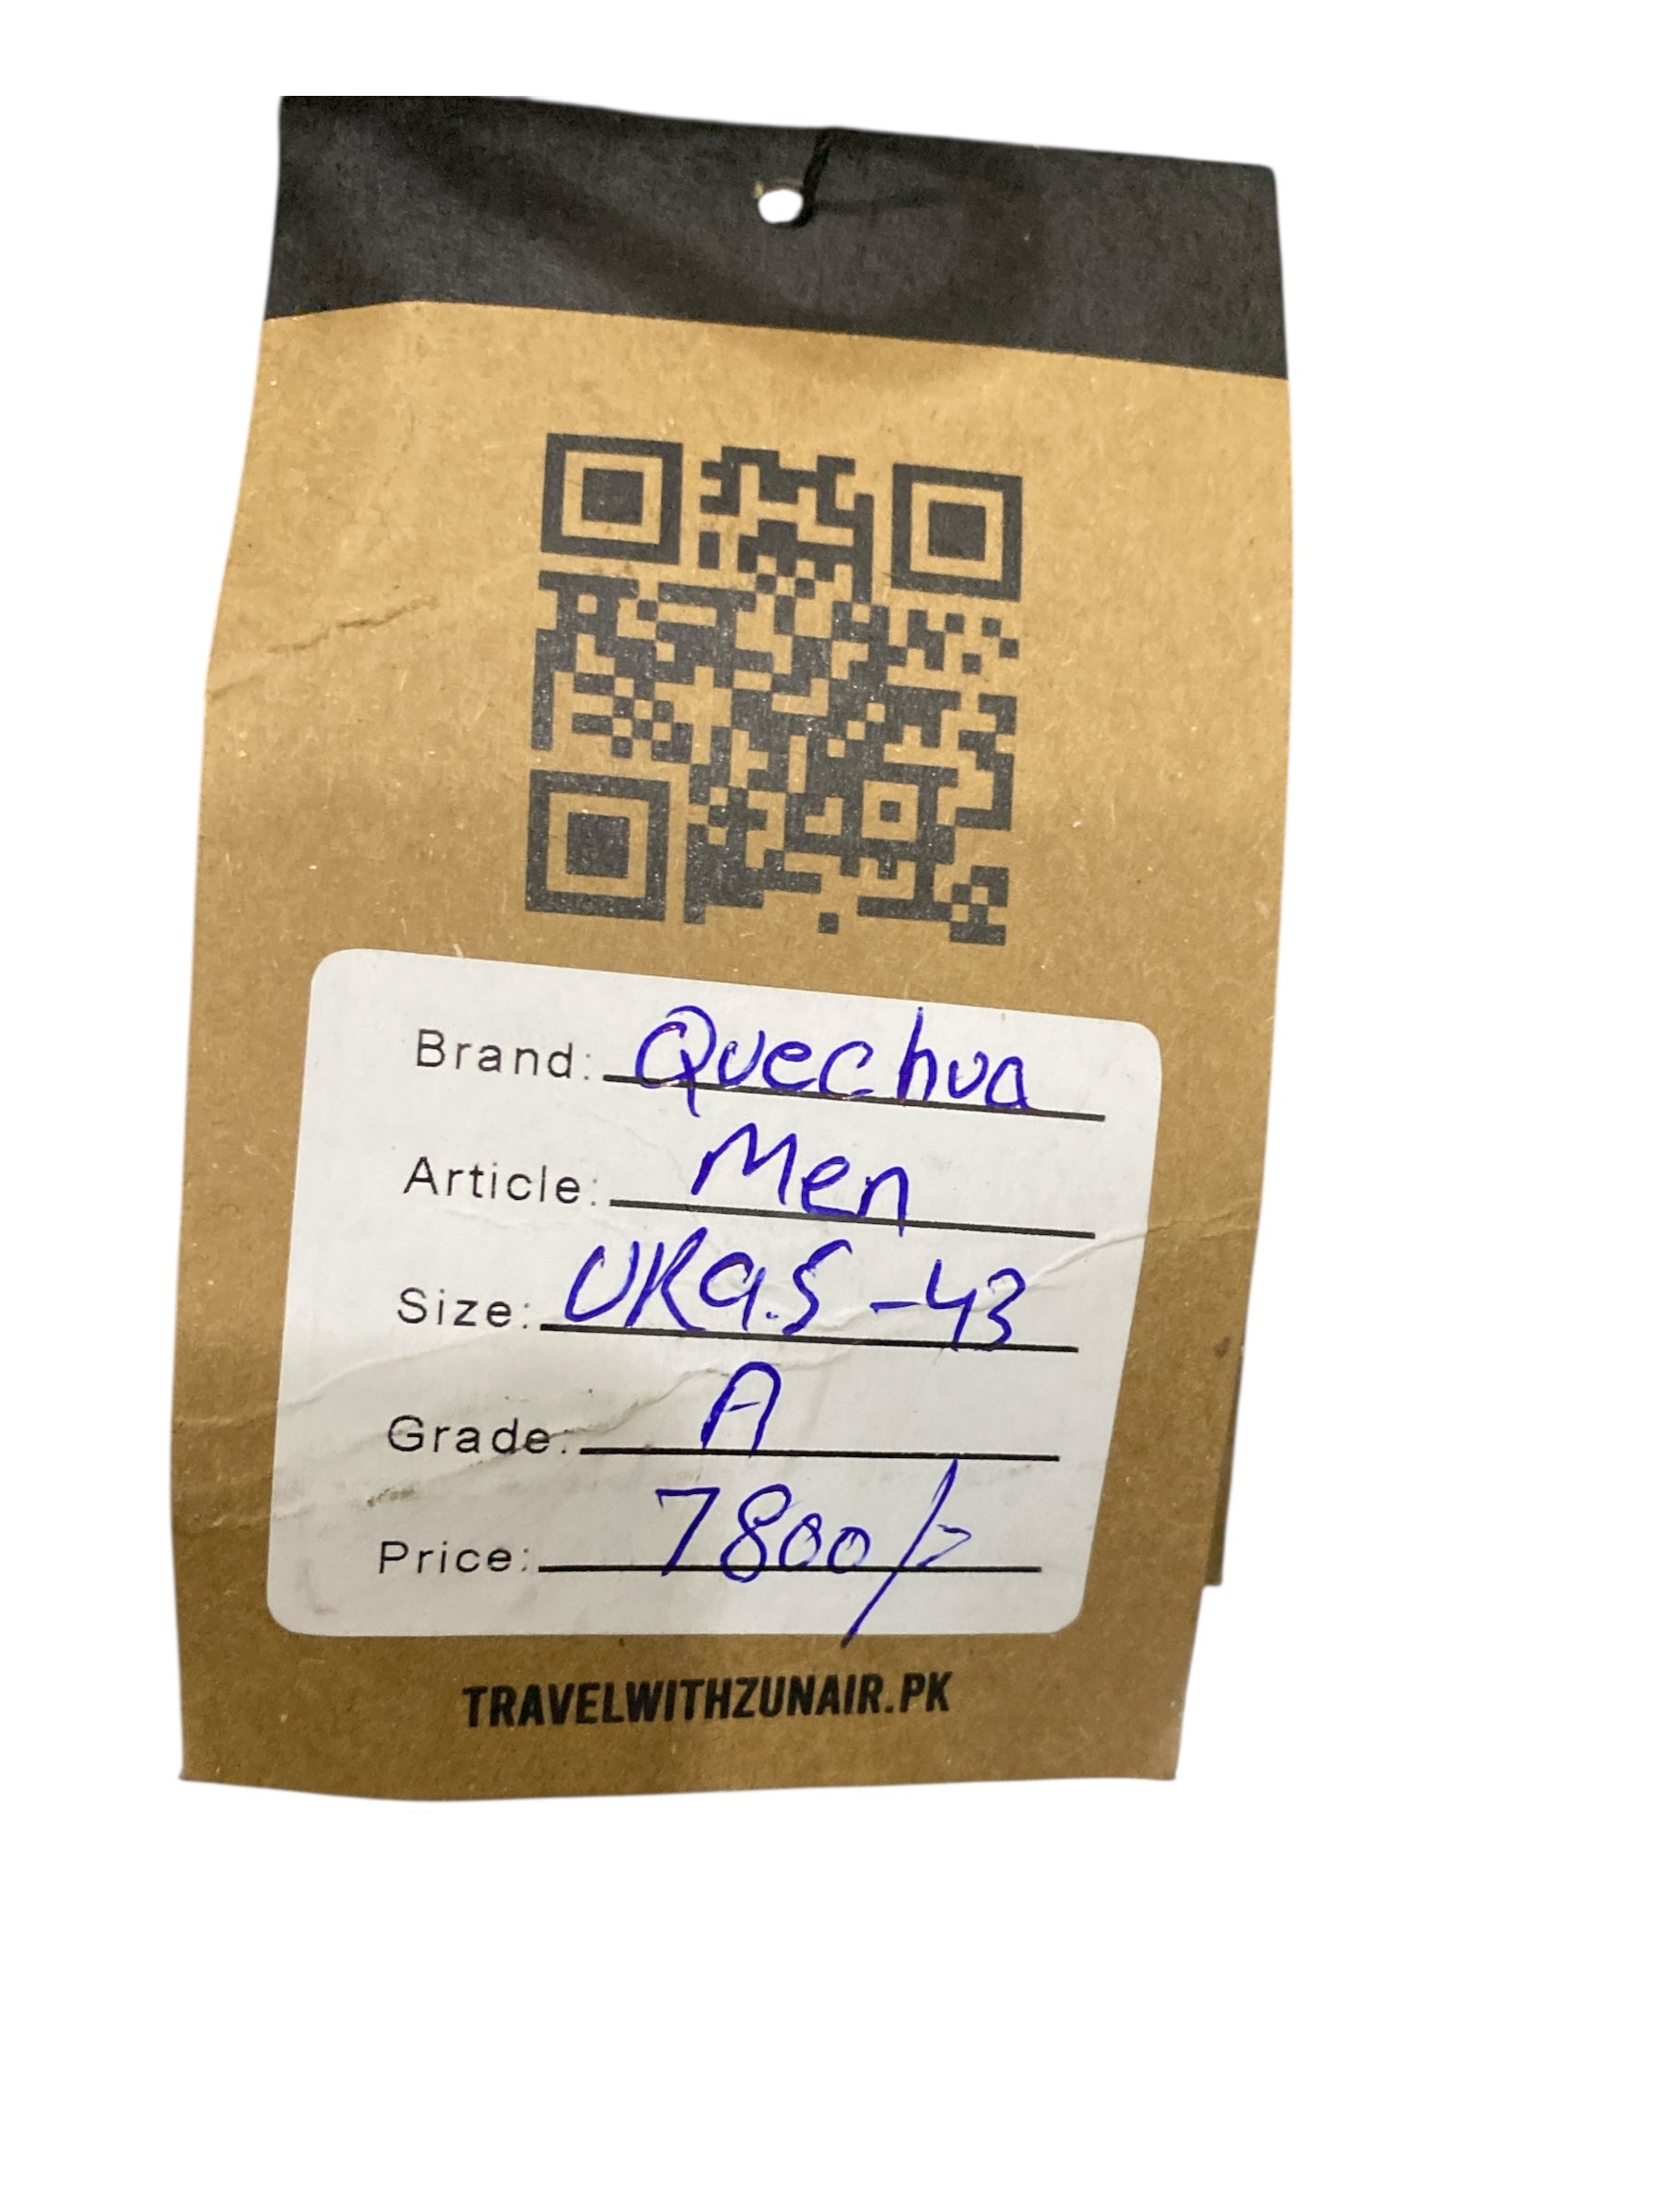 Brand: Quechua
Article: Men
Size: UK9.5 - 43
Grade: A
Price: 7800/-
TRAVELWITHZUNAIR.PK